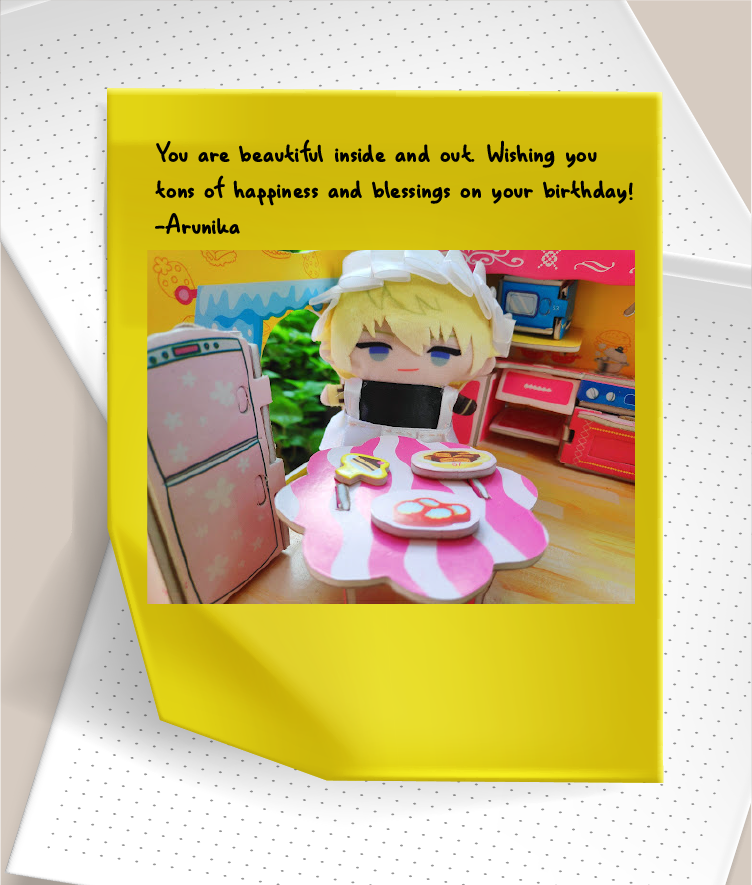 You are beautiful inside and out. Wishing you
tons of happiness and blessings on your birthday!
-Arunika